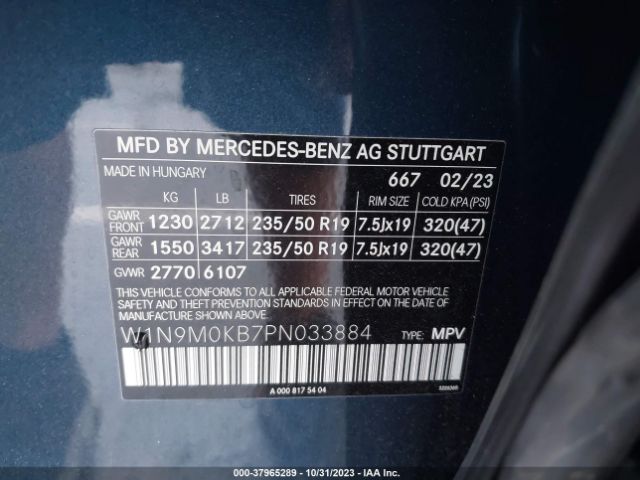 MFD BY MERCEDES-BENZ AG STUTTGART
MADE IN HUNGARY 667 02/23
KG LB TIRES RIM SIZE COLD KPA (PSI)
GAWR FRONT 1230 2712 235/50 R19 7.5Jx19 320(47)
GAWR REAR 1550 3417 235/50 R19 7.5Jx19 320(47)
GVWR 2770 6107
THIS VEHICLE CONFORMS TO ALL APPLICABLE FEDERAL MOTOR VEHICLE
SAFETY AND THEFT PREVENTION STANDARDS IN EFFECT ON THE DATE OF
MANUFACTURE SHOWN ABOVE.
W1N9M0KB7PN033884 TYPE: MPV
A 000 817 54 04
000-37965289 - 10/31/2023 - IAA Inc.